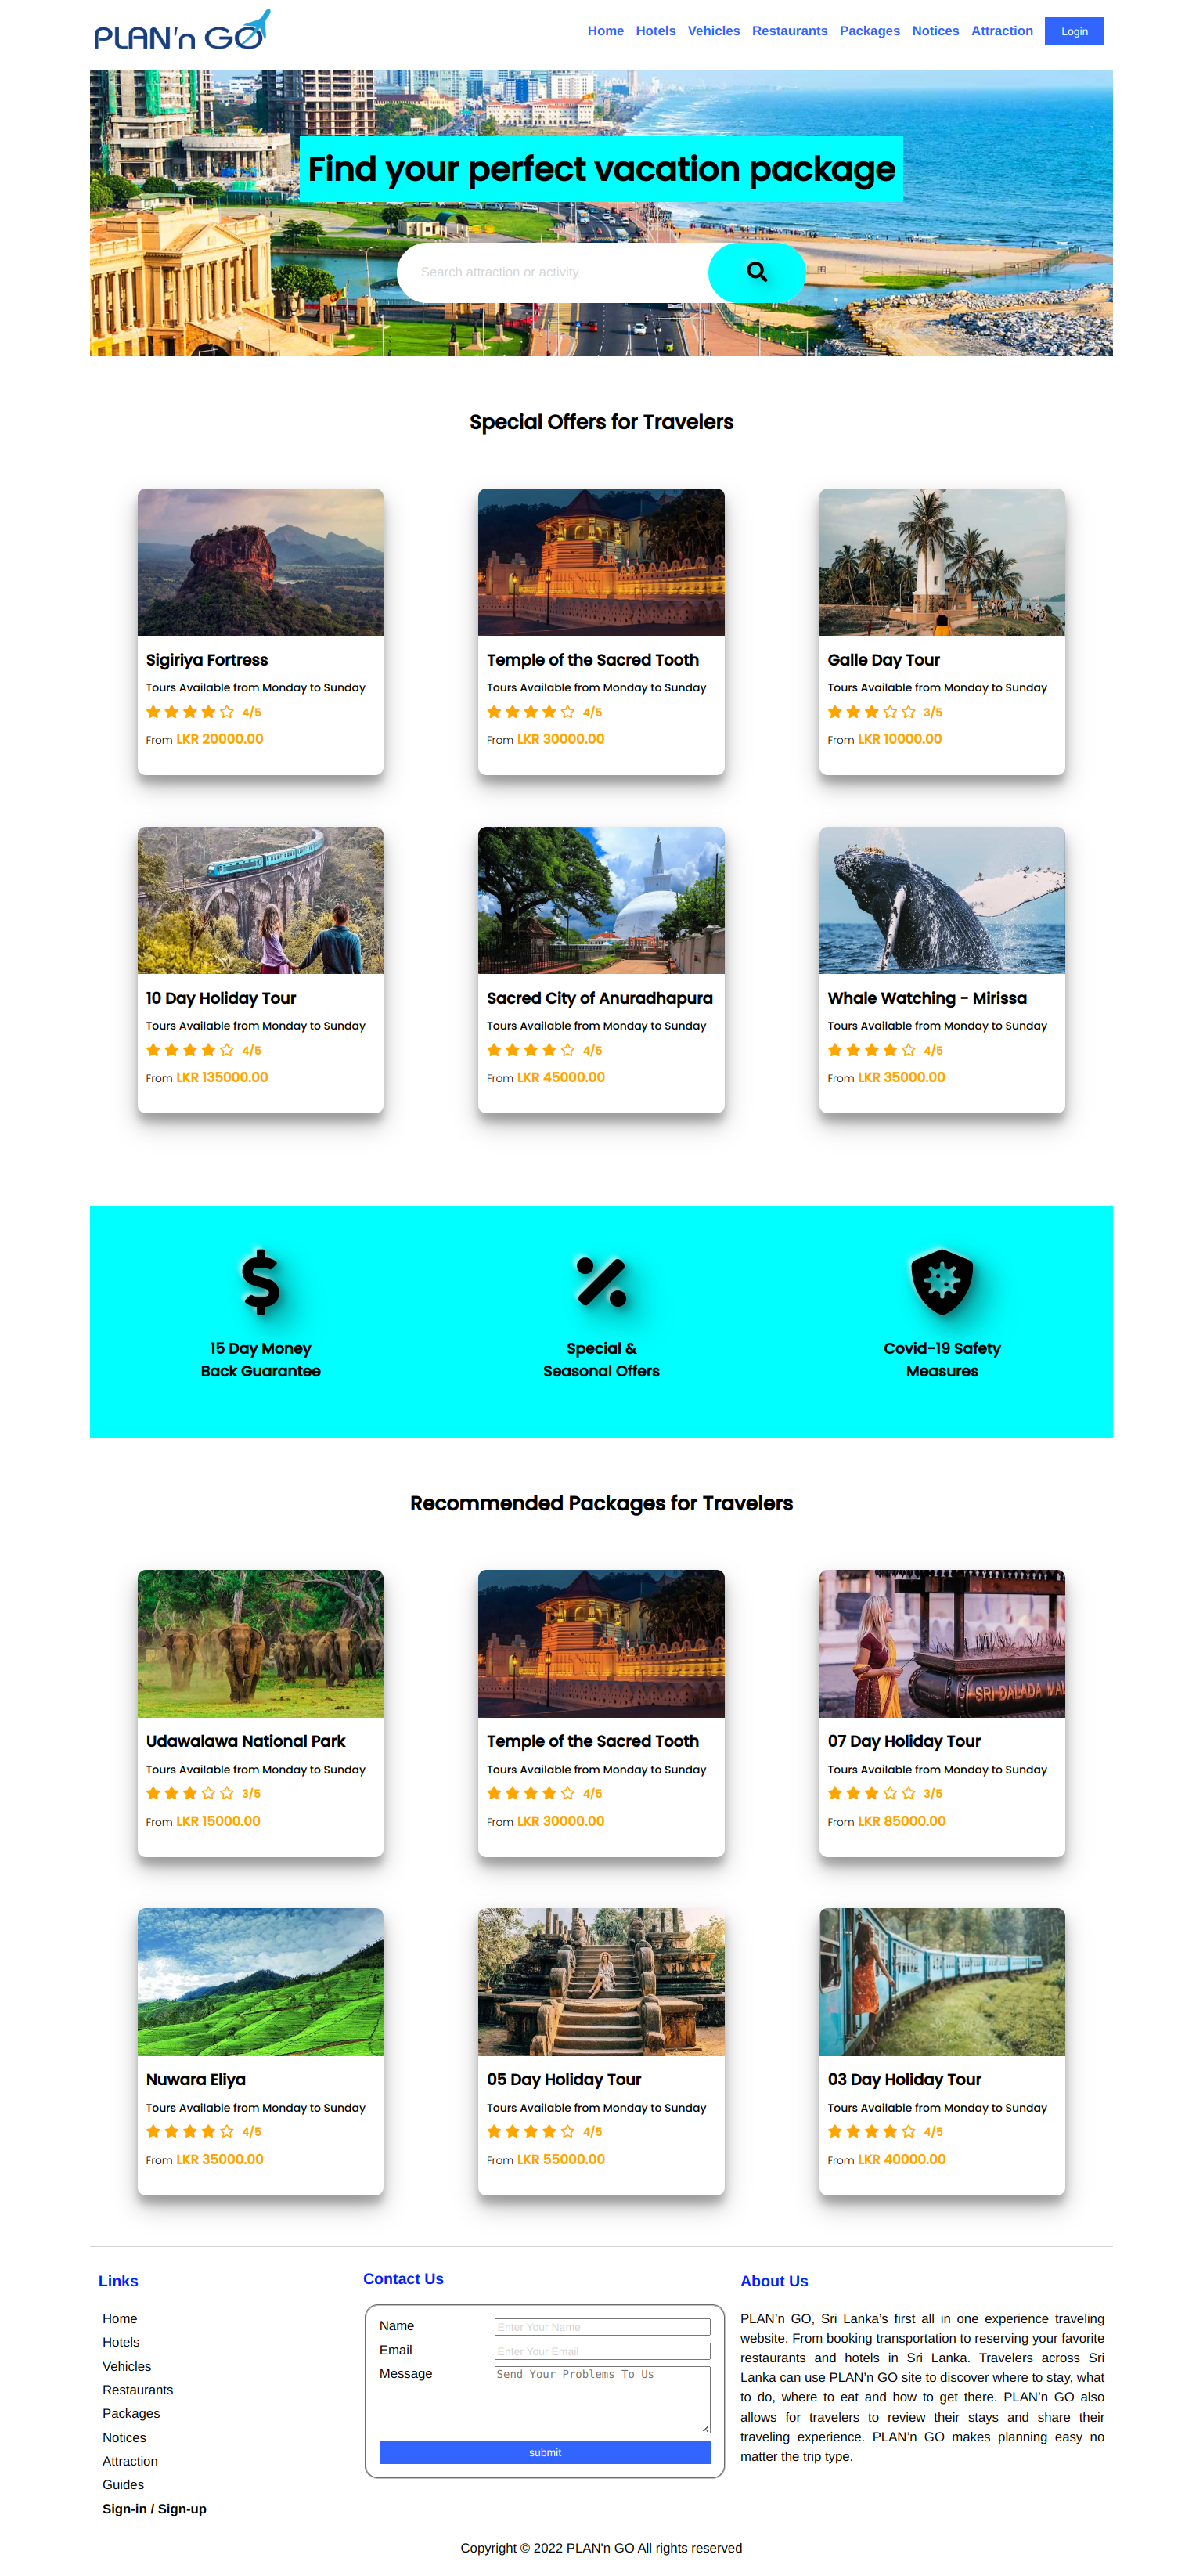 PLAN'n GO
Home Hotels Vehicles Restaurants Packages Notices Attraction Login
Find your perfect vacation package
Search attraction or activity
Special Offers for Travelers
Sigiriya Fortress
Tours Available from Monday to Sunday
4/5
From LKR 20000.00
Temple of the Sacred Tooth
Tours Available from Monday to Sunday
4/5
From LKR 30000.00
Galle Day Tour
Tours Available from Monday to Sunday
3/5
From LKR 10000.00
10 Day Holiday Tour
Tours Available from Monday to Sunday
4/5
From LKR 135000.00
Sacred City of Anuradhapura
Tours Available from Monday to Sunday
4/5
From LKR 45000.00
Whale Watching - Mirissa
Tours Available from Monday to Sunday
4/5
From LKR 35000.00
15 Day Money
Back Guarantee
Special &
Seasonal Offers
Covid-19 Safety
Measures
Recommended Packages for Travelers
Udawalawa National Park
Tours Available from Monday to Sunday
3/5
From LKR 15000.00
Temple of the Sacred Tooth
Tours Available from Monday to Sunday
4/5
From LKR 30000.00
SRI DALADA MAL
07 Day Holiday Tour
Tours Available from Monday to Sunday
3/5
From LKR 85000.00
Nuwara Eliya
Tours Available from Monday to Sunday
4/5
From LKR 35000.00
05 Day Holiday Tour
Tours Available from Monday to Sunday
4/5
From LKR 55000.00
03 Day Holiday Tour
Tours Available from Monday to Sunday
4/5
From LKR 40000.00
Links
Home
Hotels
Vehicles
Restaurants
Packages
Notices
Attraction
Guides
Sign-in / Sign-up
Contact Us
Name
Enter Your Name
Email
Enter Your Email
Message
Send Your Problems To Us
submit
About Us
PLAN'n GO, Sri Lanka's first all in one experience traveling
website. From booking transportation to reserving your favorite
restaurants and hotels in Sri Lanka. Travelers across Sri
Lanka can use PLAN'n GO site to discover where to stay, what
to do, where to eat and how to get there. PLAN'n GO also
allows for travelers to review their stays and share their
traveling experience. PLAN'n GO makes planning easy no
matter the trip type.
Copyright © 2022 PLAN'n GO All rights reserved